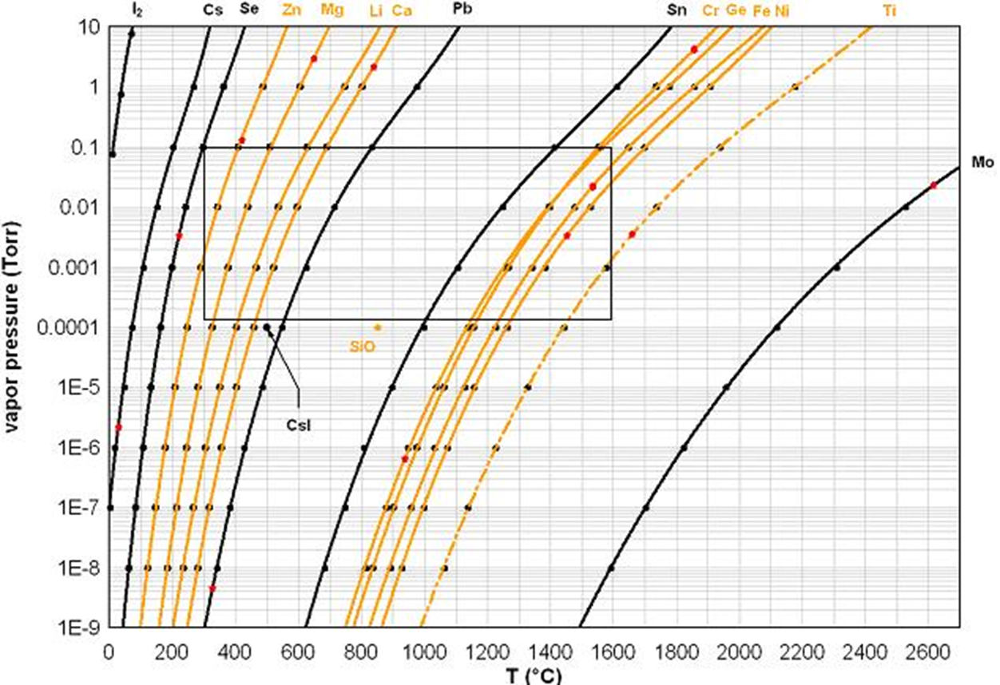 I₂ Cs Se Zn Mg Li Ca Pb Sn Cr Ge Fe Ni Ti
10
1
0.1
Mo
0.01
vapor pressure (Torr)
0.001
0.0001
SiO
1E-5
CsI
1E-6
1E-7
1E-8
1E-9
0 200 400 600 800 1000 1200 1400 1600 1800 2000 2200 2400 2600
T (°C)